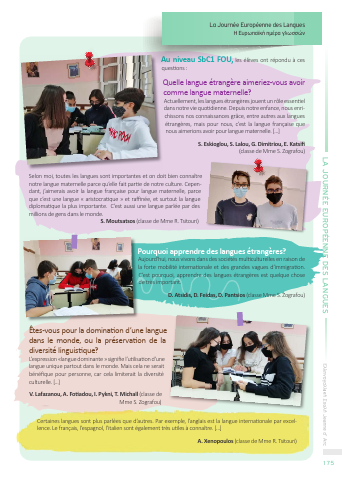 La Journée Européenne des Langues
Η Ευρωπαϊκή ημέρα γλωσσών
Au niveau SbC1 FOU, les élèves ont répondu à ces
questions :
Quelle langue étrangère aimeriez-vous avoir
comme langue maternelle?
Actuellement, les langues étrangères jouent un rôle essentiel
dans notre vie quotidienne. Depuis notre enfance, nous enri-
chissons nos connaissances grâce, entre autres aux langues
étrangères, mais pour nous, c'est la langue française que
nous aimerions avoir pour langue maternelle. [...]
S. Eskioglou, S. Lalou, G. Dimitriou, E. Katsifi
(classe de Mme S. Zografou)
Selon moi, toutes les langues sont importantes et on doit bien connaître
notre langue maternelle parce qu'elle fait partie de notre culture. Cepen-
dant, j'aimerais avoir la langue française pour langue maternelle, parce
que c'est une langue « aristocratique » et raffinée, et surtout la langue
diplomatique la plus importante. C'est aussi une langue parlée par des
millions de gens dans le monde.
S. Moutsatsos (classe de Mme R. Tatouri)
Pourquoi apprendre des langues étrangères?
Aujourd'hui, nous vivons dans des sociétés multiculturelles en raison de
la forte mobilité internationale et des grandes vagues d'immigration.
C'est pourquoi, apprendre des langues étrangères est quelque chose
de très important.
D. Atsidis, D. Feidas, D. Pantsios (classe de Mme S. Zografou)
Êtes-vous pour la domination d'une langue
dans le monde, ou la préservation de la
diversité linguistique?
L'expression «langue dominante » signifie l'utilisation d'une
langue unique partout dans le monde. Mais cela ne serait
bénéfique pour personne, car cela limiterait la diversité
culturelle. [...]
V. Lafazanou, A. Fotiadou, I. Pykni, T. Michali (classe de
Mme S. Zografou)
Certaines langues sont plus parlées que d'autres. Par exemple, l'anglais est la langue internationale par excel-
lence. Le français, l'espagnol, l'italien sont également très utiles à connaître. [...]
A. Xenopoulos (classe de Mme R. Tatouri)
LA JOURNÉE EUROPÉENNE DES LANGUES
175